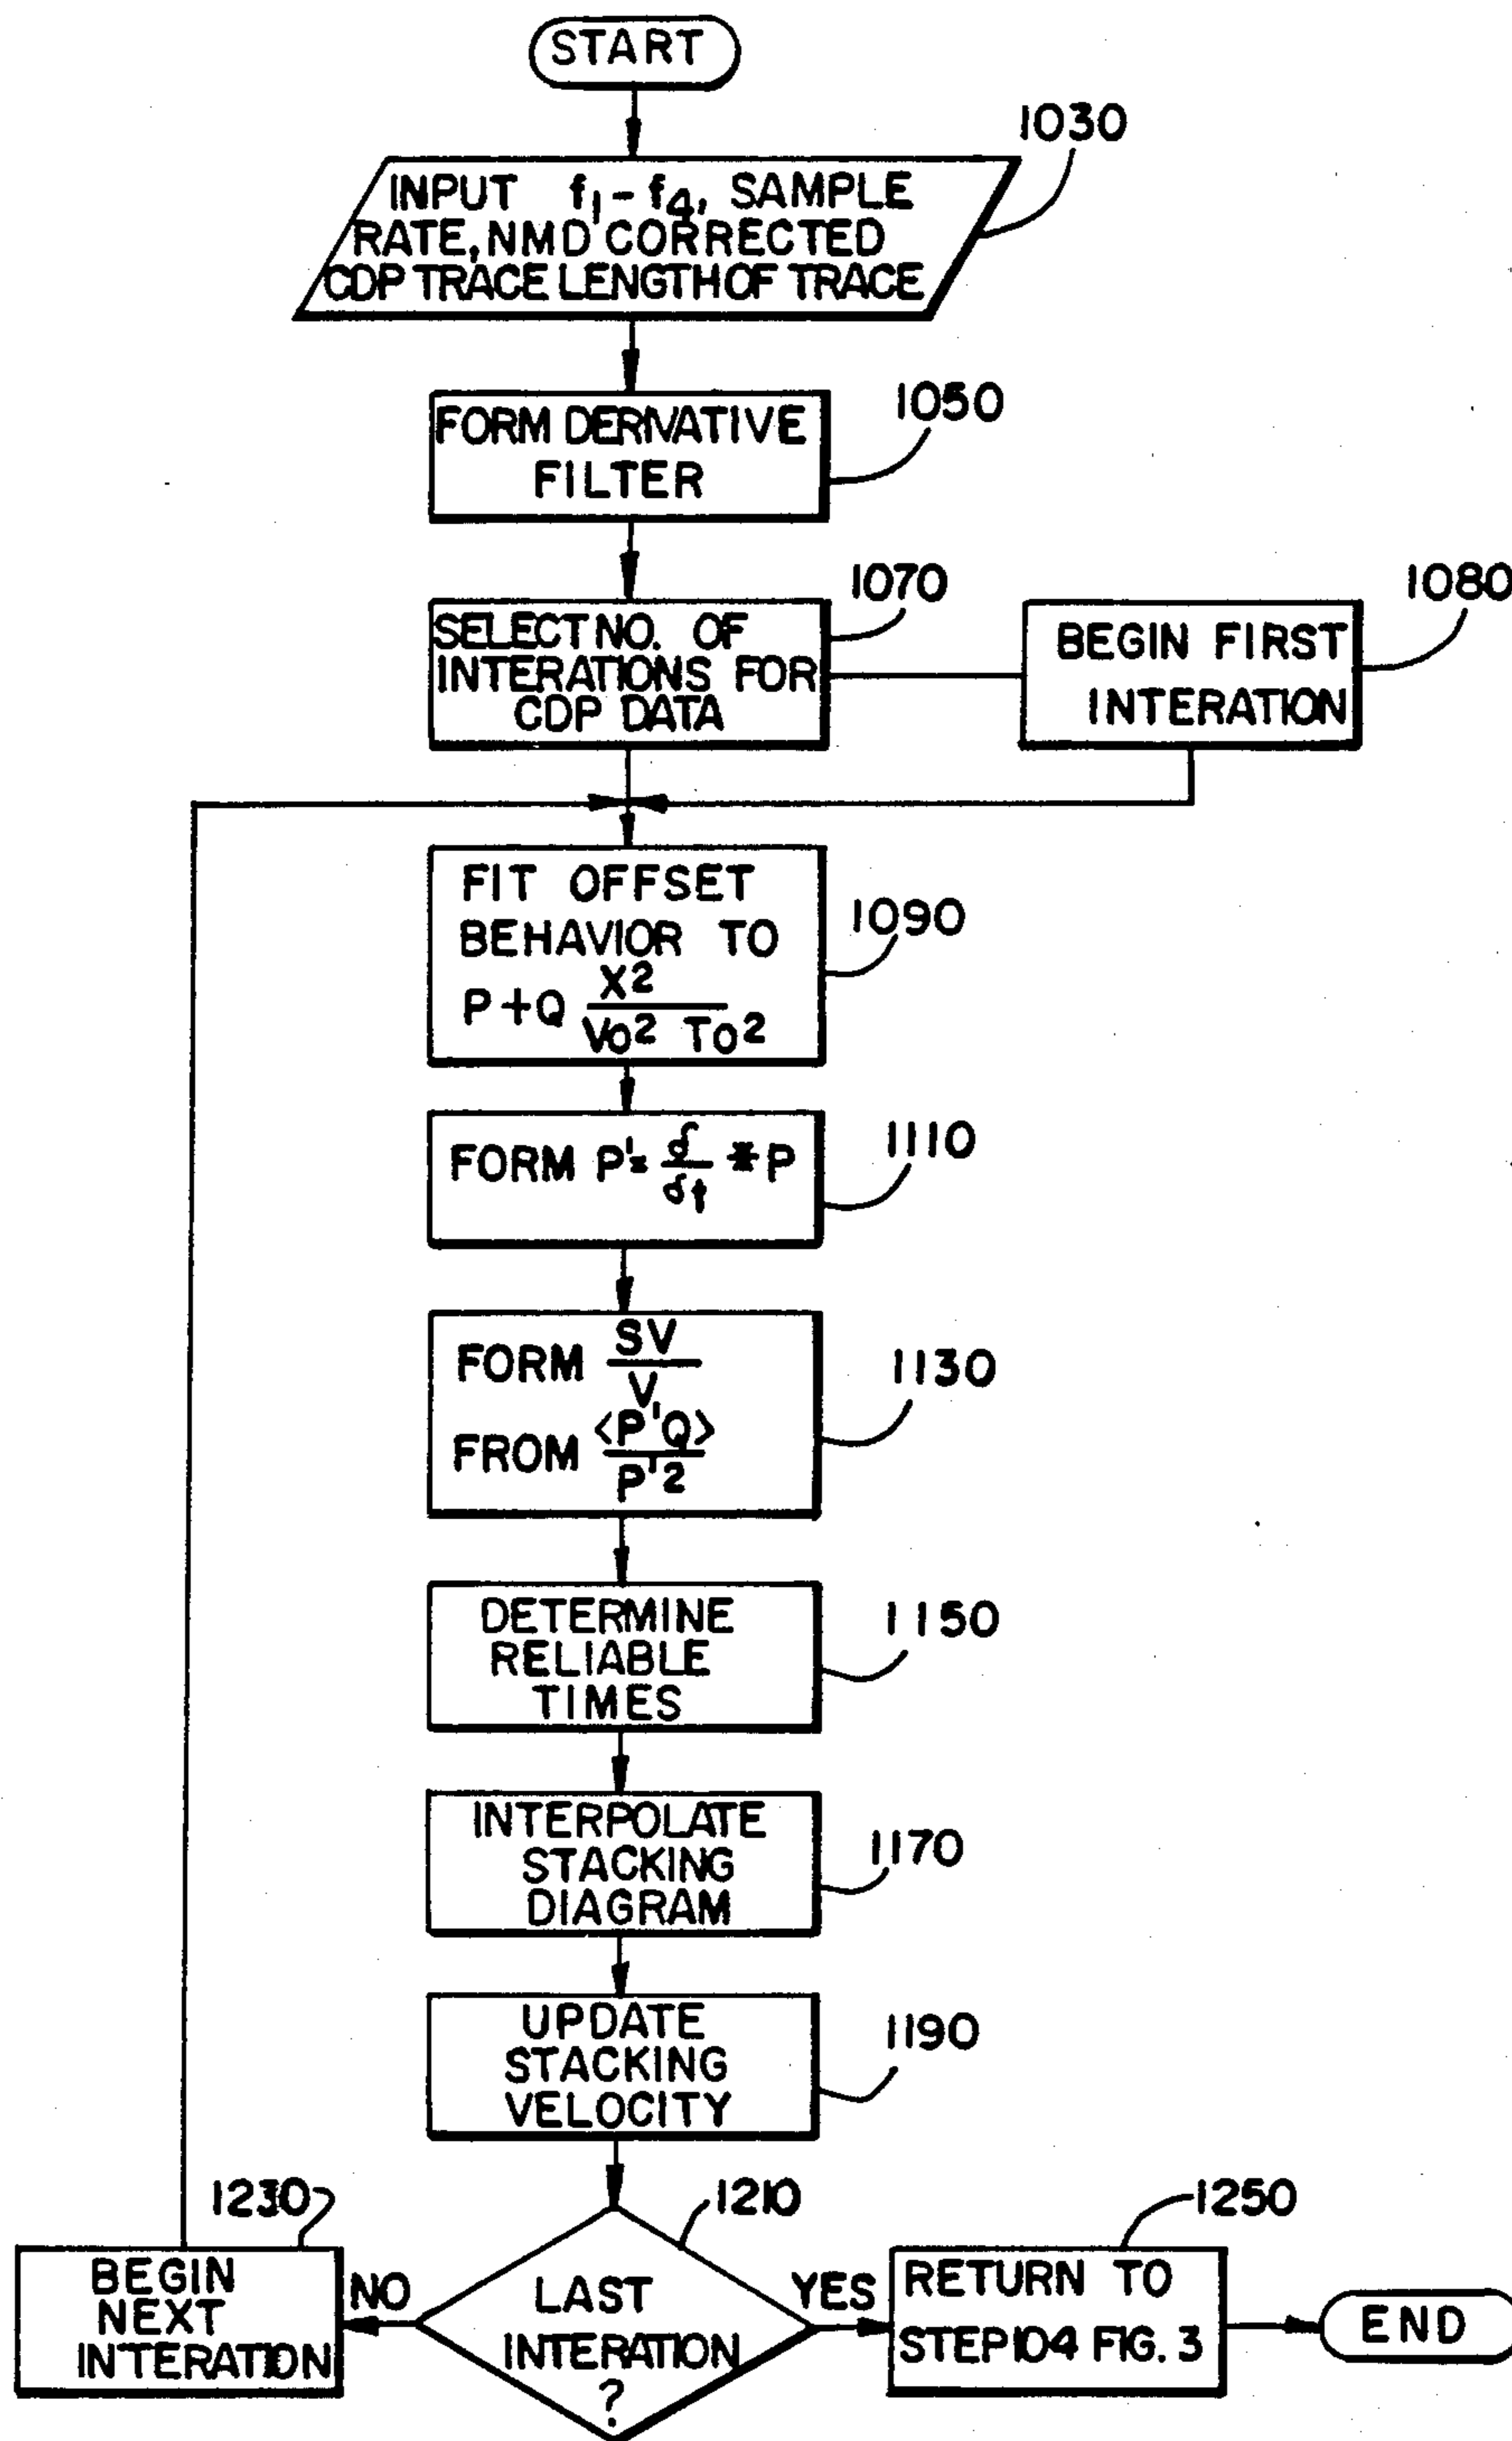 START
1030
INPUT f1-f4, SAMPLE
RATE, NMD CORRECTED
CDP TRACE LENGTH OF TRACE
1050
FORM DERIVATIVE
FILTER
1070
SELECT NO. OF
INTERATIONS FOR
CDP DATA
1080
BEGIN FIRST
INTERATION
1090
FIT OFFSET
BEHAVIOR TO
P+Q X2
Vo2 To2
1110
FORM P'= δ/δt * P
1130
FORM SV/V
FROM <P'Q>/P'2
1150
DETERMINE
RELIABLE
TIMES
1170
INTERPOLATE
STACKING
DIAGRAM
1190
UPDATE
STACKING
VELOCITY
1210
LAST
INTERATION
?
NO
1230
BEGIN
NEXT
INTERATION
YES
1250
RETURN TO
STEP 104 FIG. 3
END